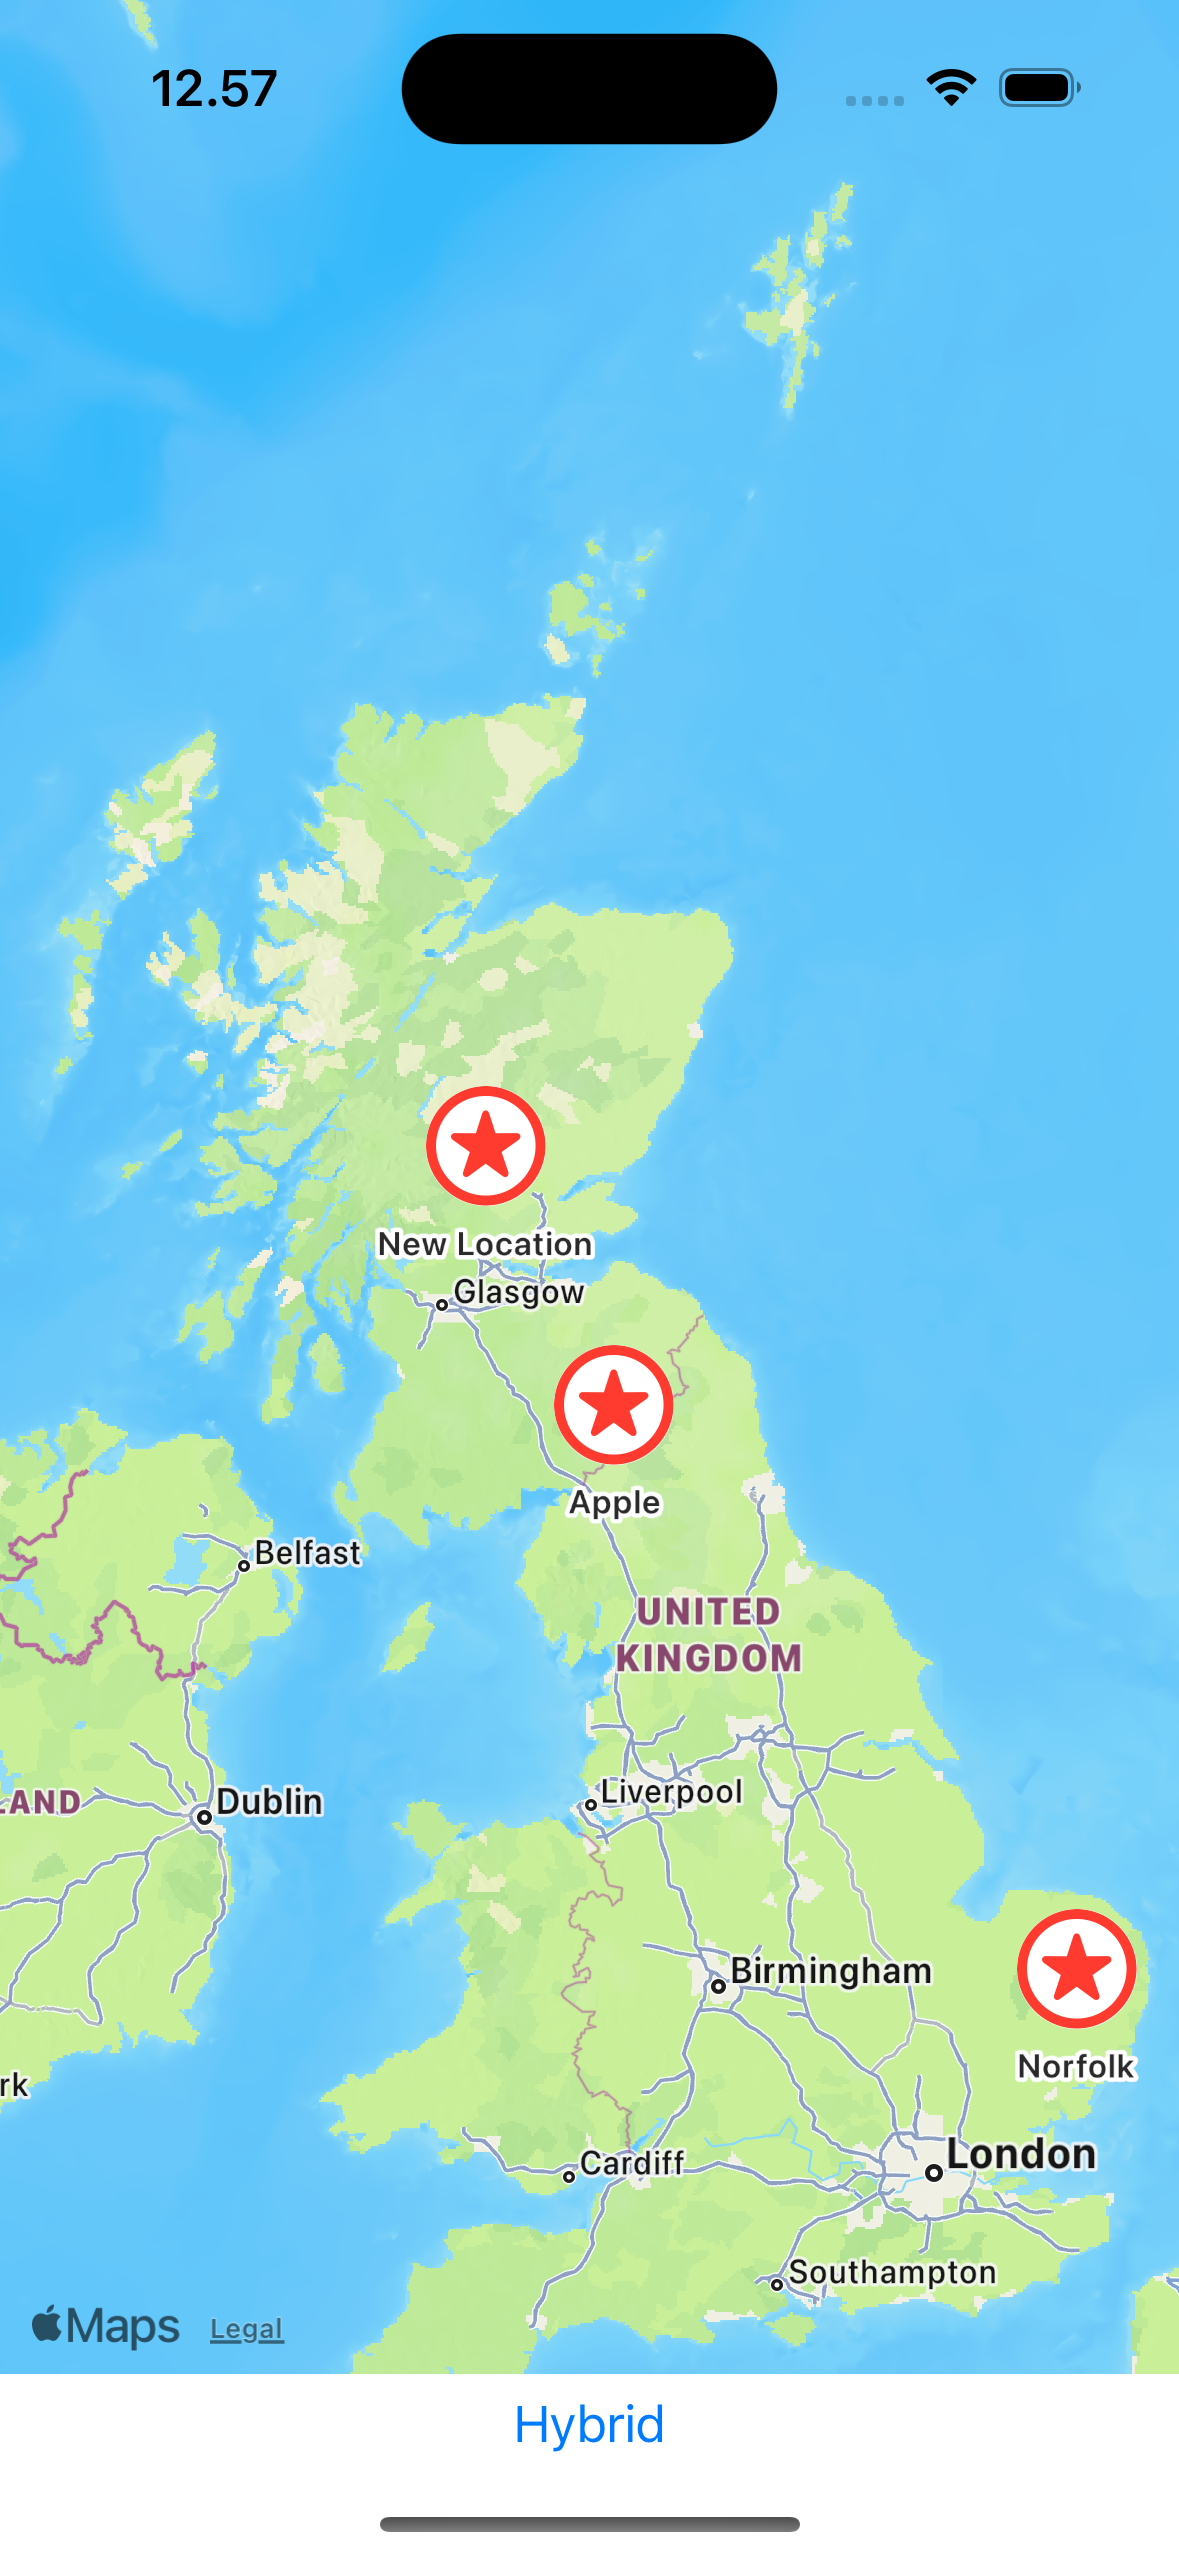 12.57
New Location
Glasgow
Apple
Belfast
UNITED
KINGDOM
Liverpool
LAND
Dublin
Birmingham
Norfolk
rk
Cardiff
London
Southampton
Maps
Legal
Hybrid